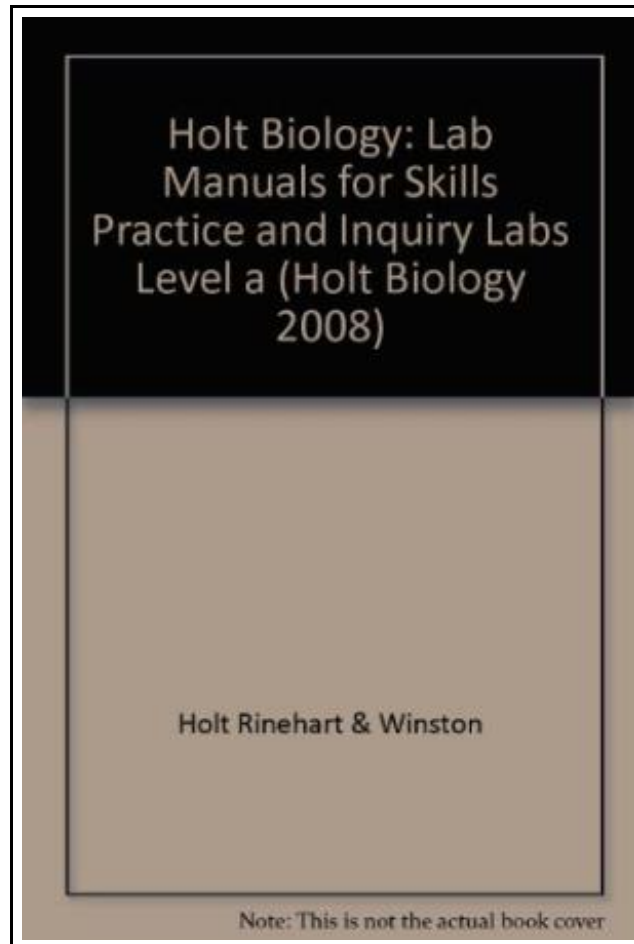 Holt Biology: Lab
Manuals for Skills
Practice and Inquiry Labs
Level a (Holt Biology
2008)
Holt Rinehart & Winston
Note: This is not the actual book cover